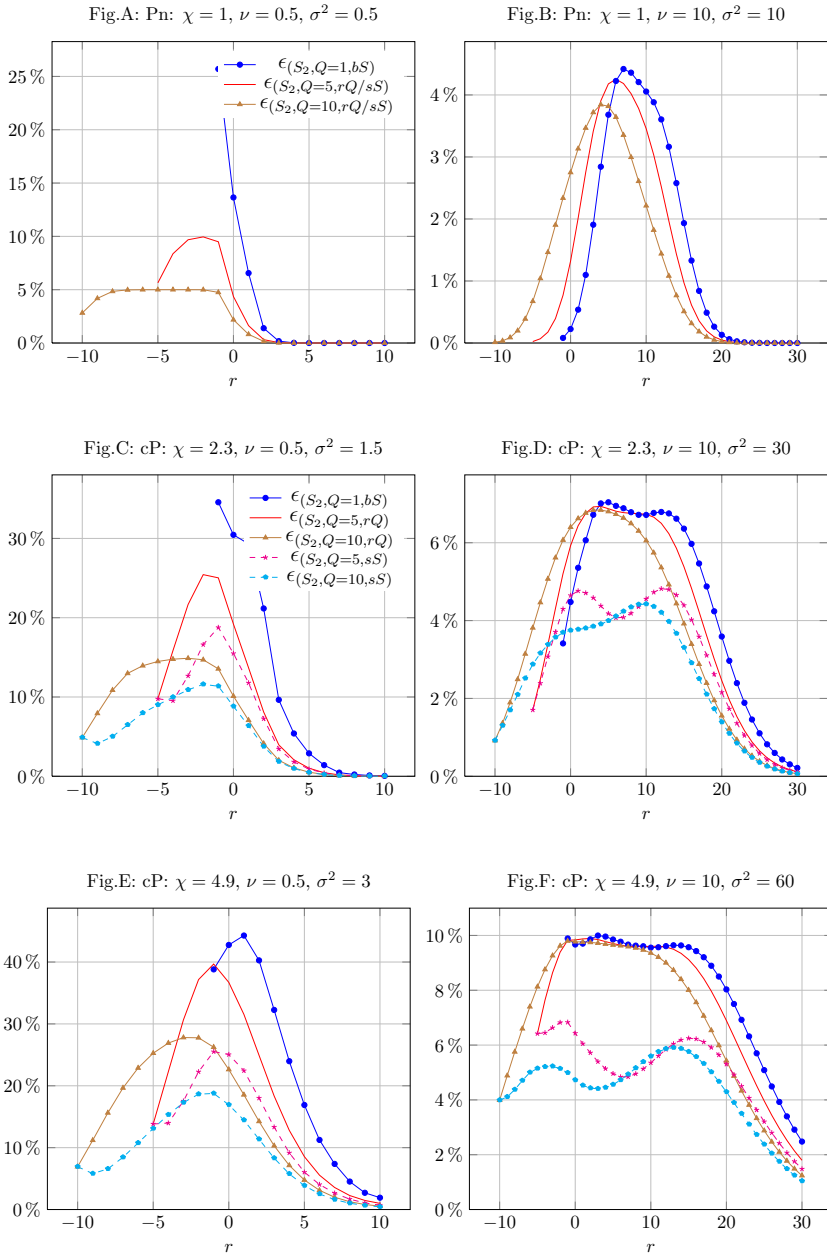 Fig.A: Pn: χ = 1, ν = 0.5, σ² = 0.5
25 %
20 %
15 %
10 %
5 %
0 %
−10 −5 0 5 10
r
ϵ(S₂,Q=1,bS)
ϵ(S₂,Q=5,rQ/sS)
ϵ(S₂,Q=10,rQ/sS)
Fig.B: Pn: χ = 1, ν = 10, σ² = 10
4 %
3 %
2 %
1 %
0 %
−10 0 10 20 30
r
Fig.C: cP: χ = 2.3, ν = 0.5, σ² = 1.5
30 %
20 %
10 %
0 %
−10 −5 0 5 10
r
ϵ(S₂,Q=1,bS)
ϵ(S₂,Q=5,rQ)
ϵ(S₂,Q=10,rQ)
ϵ(S₂,Q=5,sS)
ϵ(S₂,Q=10,sS)
Fig.D: cP: χ = 2.3, ν = 10, σ² = 30
6 %
4 %
2 %
0 %
−10 0 10 20 30
r
Fig.E: cP: χ = 4.9, ν = 0.5, σ² = 3
40 %
30 %
20 %
10 %
0 %
−10 −5 0 5 10
r
Fig.F: cP: χ = 4.9, ν = 10, σ² = 60
10 %
8 %
6 %
4 %
2 %
0 %
−10 0 10 20 30
r